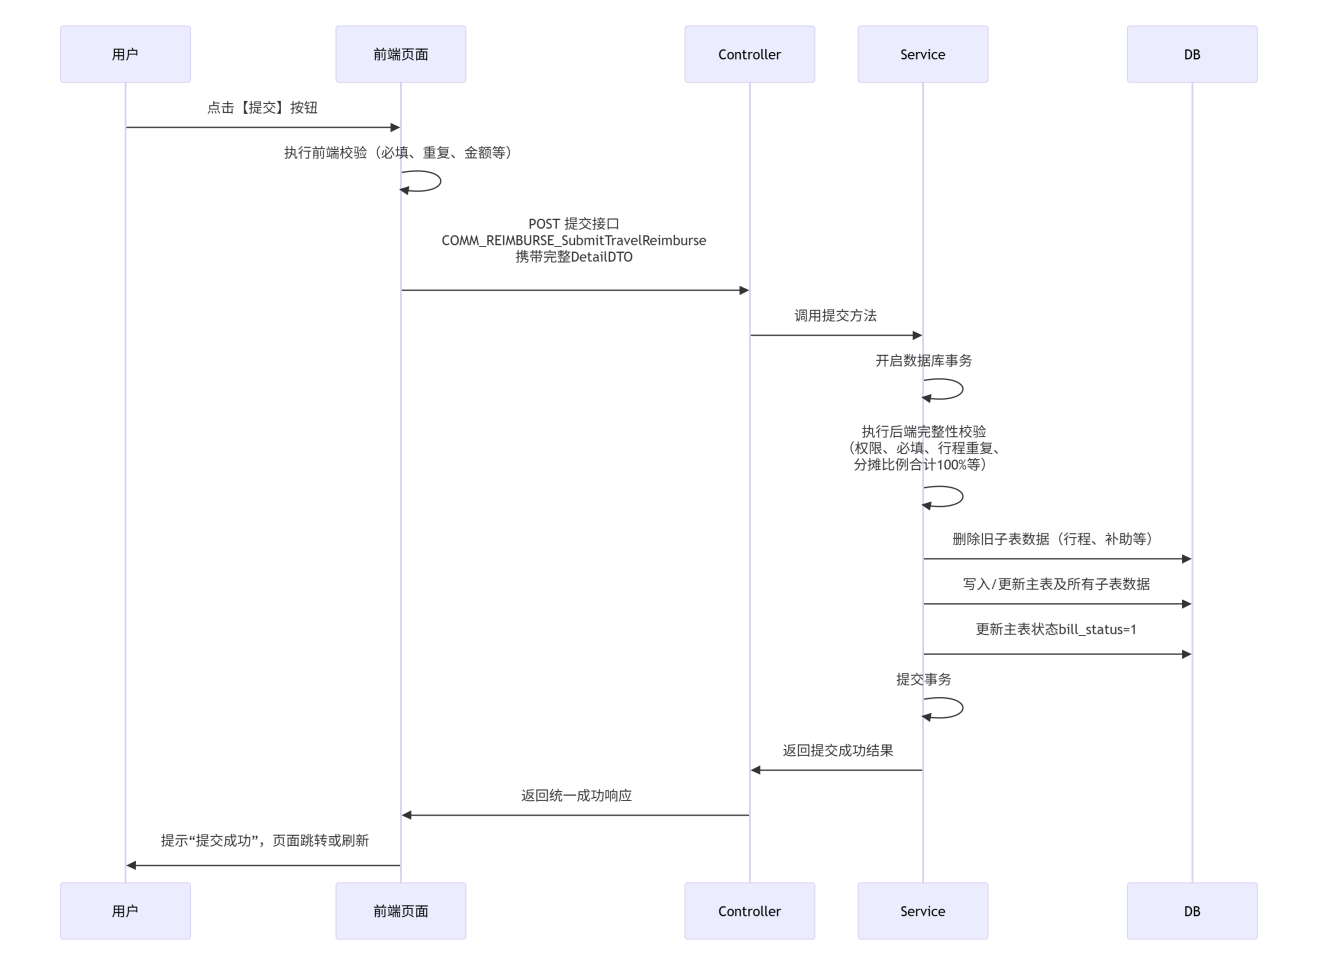 用户
前端页面
Controller
Service
DB
点击【提交】按钮
执行前端校验（必填、重复、金额等）
POST 提交接口
COMM_REIMBURSE_SubmitTravelReimburse
携带完整DetailDTO
调用提交方法
开启数据库事务
执行后端完整性校验
（权限、必填、行程重复、
分摊比例合计100%等）
删除旧子表数据（行程、补助等）
写入/更新主表及所有子表数据
更新主表状态bill_status=1
提交事务
返回提交成功结果
返回统一成功响应
提示“提交成功”，页面跳转或刷新
用户
前端页面
Controller
Service
DB